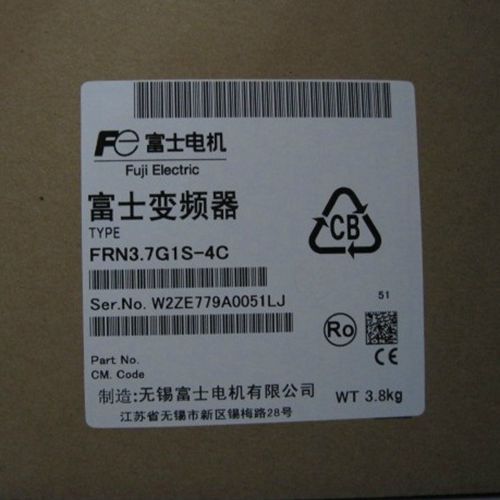 Fe 富士电机
Fuji Electric
富士变频器
TYPE
FRN3.7G1S-4C
CB
Ser.No. W2ZE779A0051LJ
51
Ro
Part No.
CM. Code
CE
制造:无锡富士电机有限公司
WT 3.8kg
江苏省无锡市新区锡梅路28号